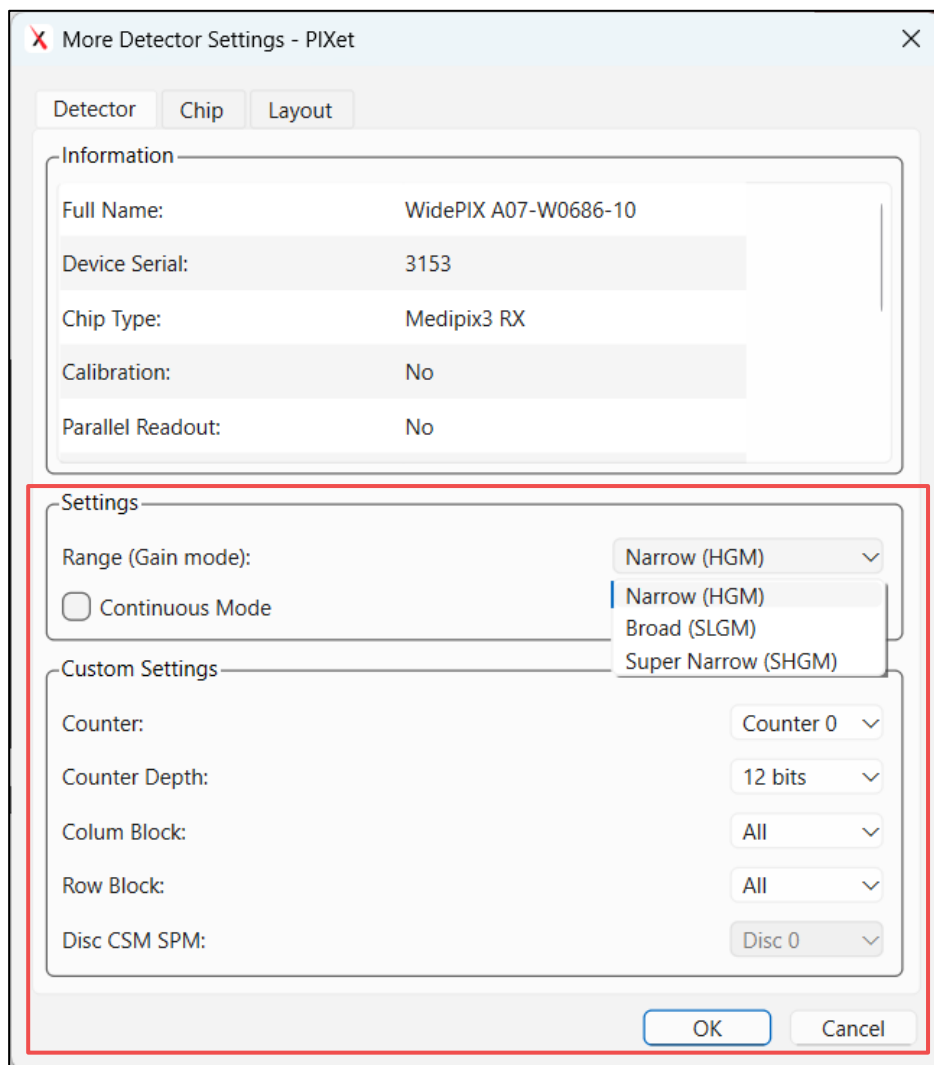 More Detector Settings - PIXet
Detector Chip Layout
Information
Full Name: WidePIX A07-W0686-10
Device Serial: 3153
Chip Type: Medipix3 RX
Calibration: No
Parallel Readout: No
Settings
Range (Gain mode): Narrow (HGM)
Narrow (HGM)
Continuous Mode
Broad (SLGM)
Super Narrow (SHGM)
Custom Settings
Counter: Counter 0
Counter Depth: 12 bits
Colum Block: All
Row Block: All
Disc CSM SPM: Disc 0
OK Cancel